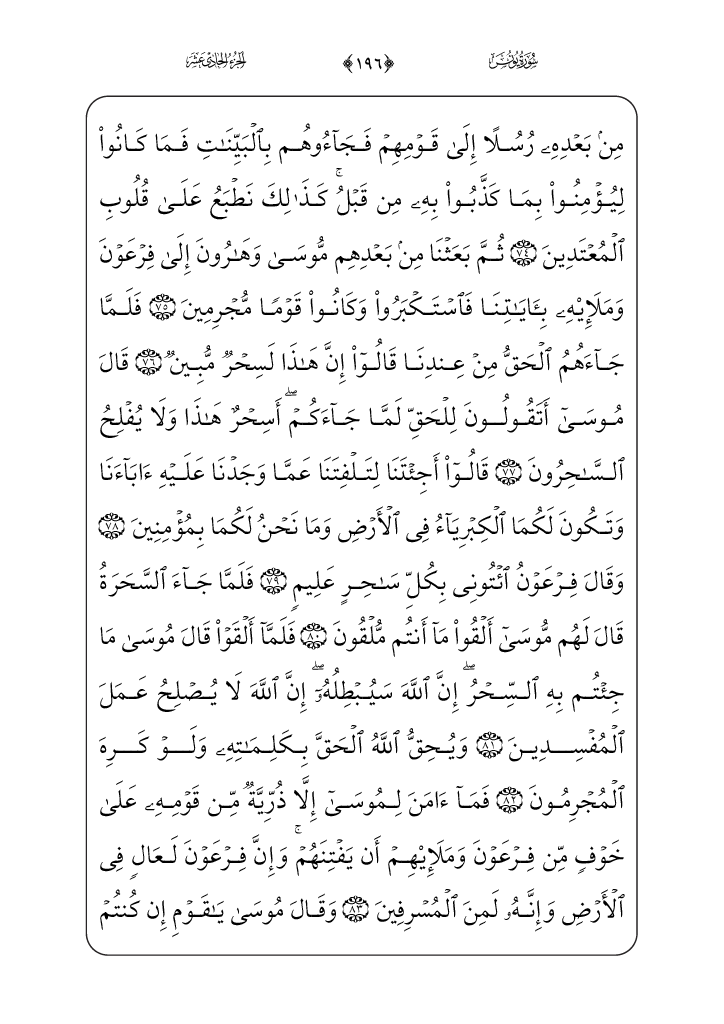 سُورَةُ يُونُسَ ﴿١٩٦﴾ الجُزْءُ الحَادِي عَشَرَ
مِنۢ بَعْدِهِۦ رُسُلًا إِلَىٰ قَوْمِهِمْ فَجَآءُوهُم بِٱلْبَيِّنَٰتِ فَمَا كَانُوا۟
لِيُؤْمِنُوا۟ بِمَا كَذَّبُوا۟ بِهِۦ مِن قَبْلُ ۚ كَذَٰلِكَ نَطْبَعُ عَلَىٰ قُلُوبِ
ٱلْمُعْتَدِينَ ٧٤ ثُمَّ بَعَثْنَا مِنۢ بَعْدِهِم مُّوسَىٰ وَهَٰرُونَ إِلَىٰ فِرْعَوْنَ
وَمَلَإِي۟هِۦ بِـَٔايَٰتِنَا فَٱسْتَكْبَرُوا۟ وَكَانُوا۟ قَوْمًا مُّجْرِمِينَ ٧٥ فَلَمَّا
جَآءَهُمُ ٱلْحَقُّ مِنْ عِندِنَا قَالُوٓا۟ إِنَّ هَٰذَا لَسِحْرٌ مُّبِينٌ ٧٦ قَالَ
مُوسَىٰٓ أَتَقُولُونَ لِلْحَقِّ لَمَّا جَآءَكُمْ ۖ أَسِحْرٌ هَٰذَا وَلَا يُفْلِحُ
ٱلسَّٰحِرُونَ ٧٧ قَالُوٓا۟ أَجِئْتَنَا لِتَلْفِتَنَا عَمَّا وَجَدْنَا عَلَيْهِ ءَابَآءَنَا
وَتَكُونَ لَكُمَا ٱلْكِبْرِيَآءُ فِى ٱلْأَرْضِ وَمَا نَحْنُ لَكُمَا بِمُؤْمِنِينَ ٧٨
وَقَالَ فِرْعَوْنُ ٱئْتُونِى بِكُلِّ سَٰحِرٍ عَلِيمٍ ٧٩ فَلَمَّا جَآءَ ٱلسَّحَرَةُ
قَالَ لَهُم مُّوسَىٰٓ أَلْقُوا۟ مَآ أَنتُم مُّلْقُونَ ٨٠ فَلَمَّآ أَلْقَوْا۟ قَالَ مُوسَىٰ مَا
جِئْتُم بِهِ ٱلسِّحْرُ ۖ إِنَّ ٱللَّهَ سَيُبْطِلُهُۥٓ ۖ إِنَّ ٱللَّهَ لَا يُصْلِحُ عَمَلَ
ٱلْمُفْسِدِينَ ٨١ وَيُحِقُّ ٱللَّهُ ٱلْحَقَّ بِكَلِمَٰتِهِۦ وَلَوْ كَرِهَ
ٱلْمُجْرِمُونَ ٨٢ فَمَآ ءَامَنَ لِمُوسَىٰٓ إِلَّا ذُرِّيَّةٌ مِّن قَوْمِهِۦ عَلَىٰ
خَوْفٍ مِّن فِرْعَوْنَ وَمَلَإِي۟هِمْ أَن يَفْتِنَهُمْ ۚ وَإِنَّ فِرْعَوْنَ لَعَالٍ فِى
ٱلْأَرْضِ وَإِنَّهُۥ لَمِنَ ٱلْمُسْرِفِينَ ٨٣ وَقَالَ مُوسَىٰ يَٰقَوْمِ إِن كُنتُمْ